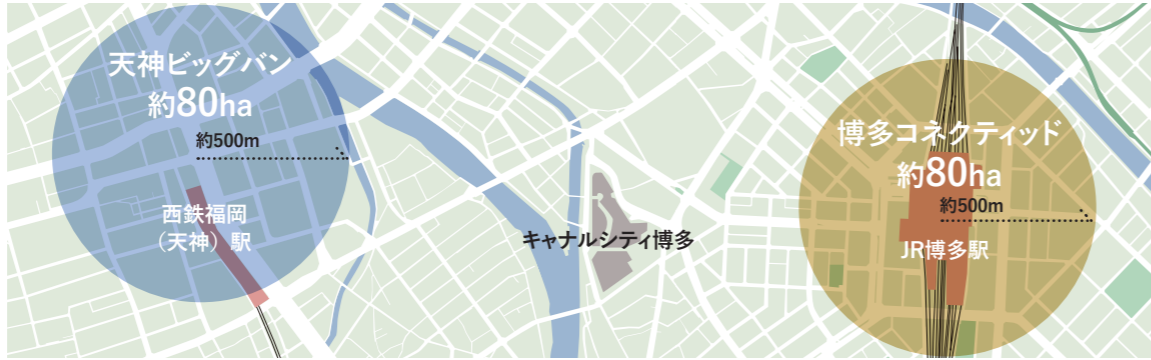 天神ビッグバン
約80ha
約500m
西鉄福岡
（天神）駅
キャナルシティ博多
博多コネクティッド
約80ha
約500m
JR博多駅